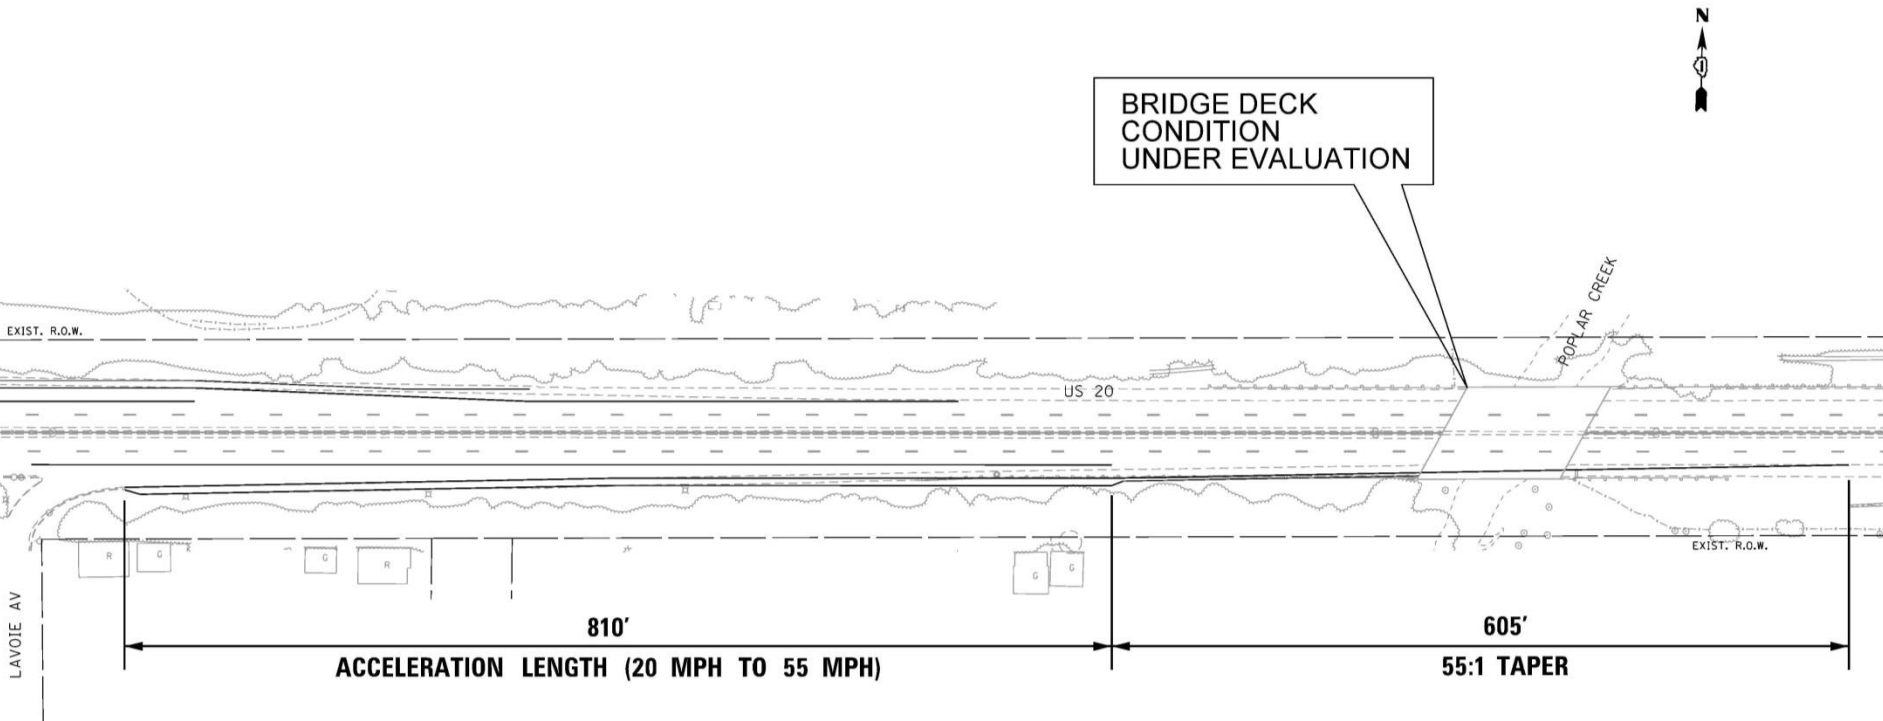 N
BRIDGE DECK
CONDITION
UNDER EVALUATION
POPLAR CREEK
EXIST. R.O.W.
US 20
R
G
G
R
G
G
EXIST. R.O.W.
LAVOIE AV
810'
605'
ACCELERATION LENGTH (20 MPH TO 55 MPH)
55:1 TAPER